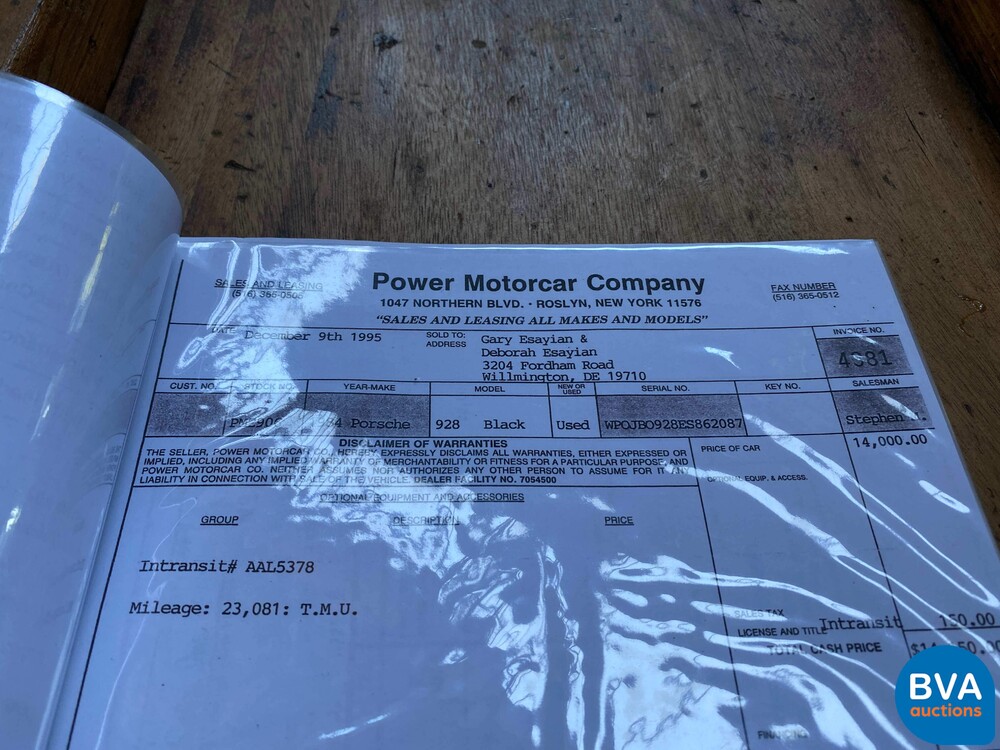 Power Motorcar Company
1047 NORTHERN BLVD. · ROSLYN, NEW YORK 11576
"SALES AND LEASING ALL MAKES AND MODELS"
SALES AND LEASING
(516) 365-0506
FAX NUMBER
(516) 365-0512
DATE December 9th 1995
SOLD TO:
ADDRESS
Gary Esayian &
Deborah Esayian
3204 Fordham Road
Willmington, DE 19710
INVOICE NO.
4981
CUST. NO. STOCK NO. YEAR-MAKE MODEL NEW OR USED SERIAL NO. KEY NO. SALESMAN
Porsche 928 Black Used WPOJBO928ES862087 Stephen J.
DISCLAIMER OF WARRANTIES
THE SELLER, POWER MOTORCAR CO., HEREBY EXPRESSLY DISCLAIMS ALL WARRANTIES, EITHER EXPRESSED OR
IMPLIED, INCLUDING ANY IMPLIED WARRANTY OF MERCHANTABILITY OR FITNESS FOR A PARTICULAR PURPOSE, AND
POWER MOTORCAR CO. NEITHER ASSUMES NOR AUTHORIZES ANY OTHER PERSON TO ASSUME FOR IT ANY
LIABILITY IN CONNECTION WITH SALE OF THE VEHICLE. DEALER FACILITY NO. 7054500
PRICE OF CAR 14,000.00
OPTIONAL EQUIP. & ACCESS.
OPTIONAL EQUIPMENT AND ACCESSORIES
GROUP DESCRIPTION PRICE
Intransit# AAL5378
Mileage: 23,081: T.M.U.
SALES TAX
LICENSE AND TITLE Intransit
TOTAL CASH PRICE
FINANCING
BVA
auctions